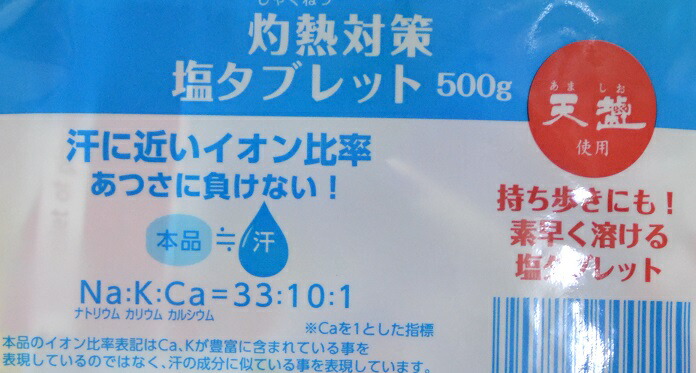 しゃくねつ
灼熱対策
塩タブレット 500g
あましお
天塩
使用
汗に近いイオン比率
あつさに負けない！
本品≒汗
Na:K:Ca=33:10:1
ナトリウム カリウム カルシウム
※Caを1とした指標
持ち歩きにも！
素早く溶ける
塩タブレット
本品のイオン比率表記はCa、Kが豊富に含まれている事を
表現しているのではなく、汗の成分に似ている事を表現しています。